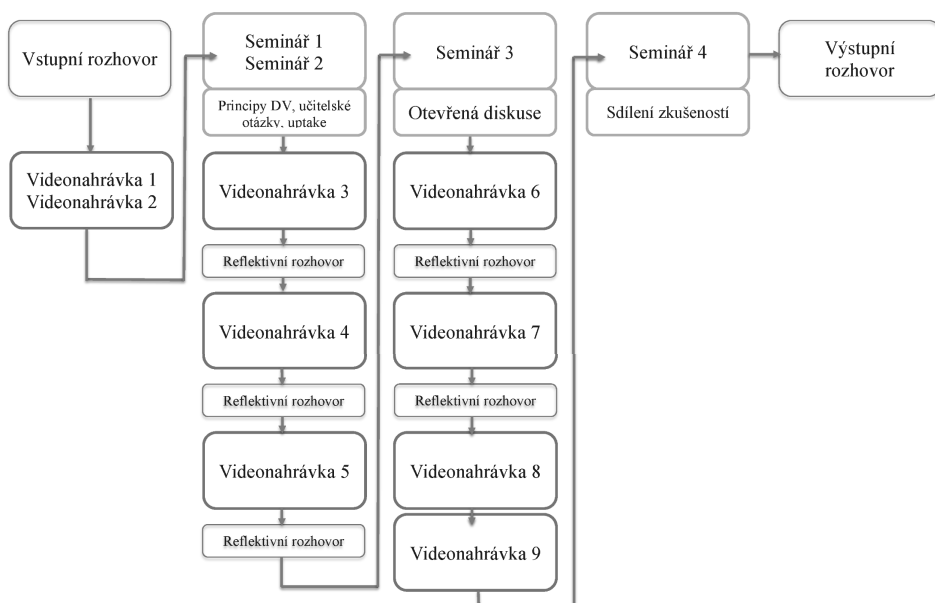 Vstupní rozhovor
Videonahrávka 1
Videonahrávka 2
Seminář 1
Seminář 2
Principy DV, učitelské
otázky, uptake
Videonahrávka 3
Reflektivní rozhovor
Videonahrávka 4
Reflektivní rozhovor
Videonahrávka 5
Reflektivní rozhovor
Seminář 3
Otevřená diskuse
Videonahrávka 6
Reflektivní rozhovor
Videonahrávka 7
Reflektivní rozhovor
Videonahrávka 8
Videonahrávka 9
Seminář 4
Sdílení zkušeností
Výstupní
rozhovor